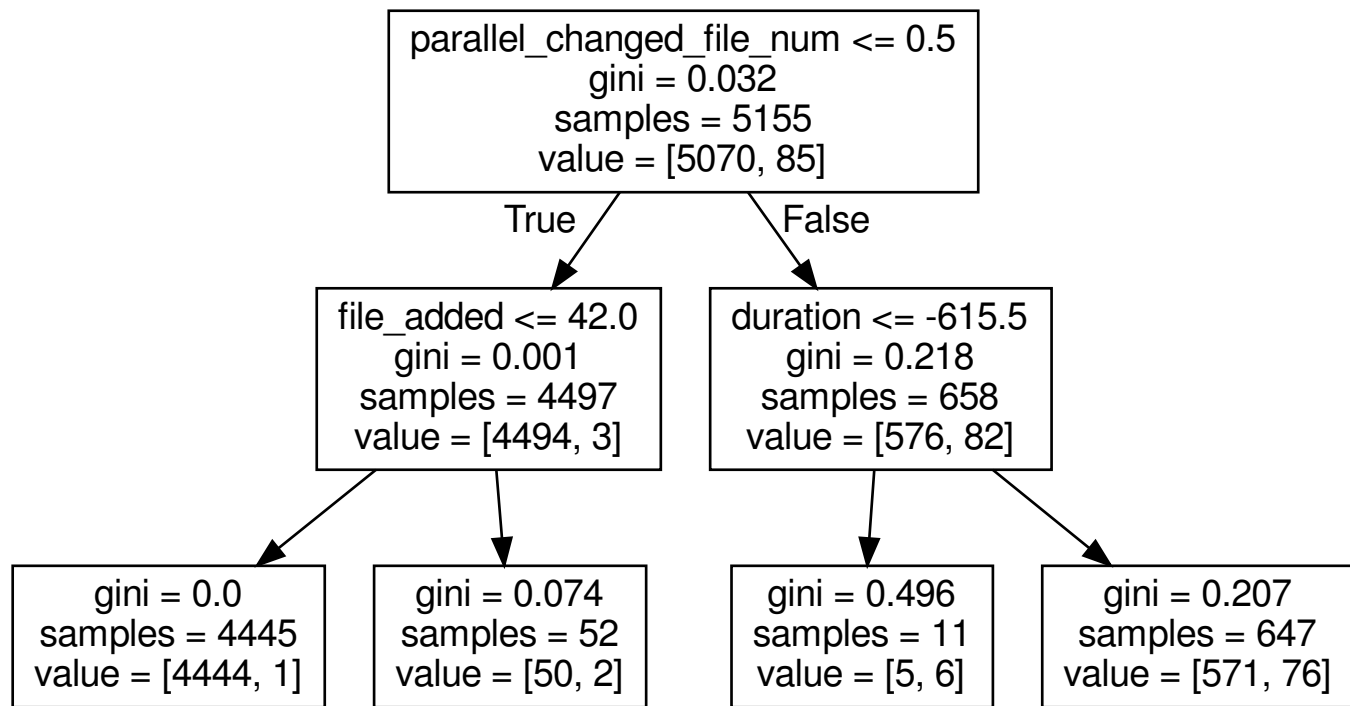 parallel_changed_file_num <= 0.5
gini = 0.032
samples = 5155
value = [5070, 85]
True
False
file_added <= 42.0
gini = 0.001
samples = 4497
value = [4494, 3]
duration <= -615.5
gini = 0.218
samples = 658
value = [576, 82]
gini = 0.0
samples = 4445
value = [4444, 1]
gini = 0.074
samples = 52
value = [50, 2]
gini = 0.496
samples = 11
value = [5, 6]
gini = 0.207
samples = 647
value = [571, 76]